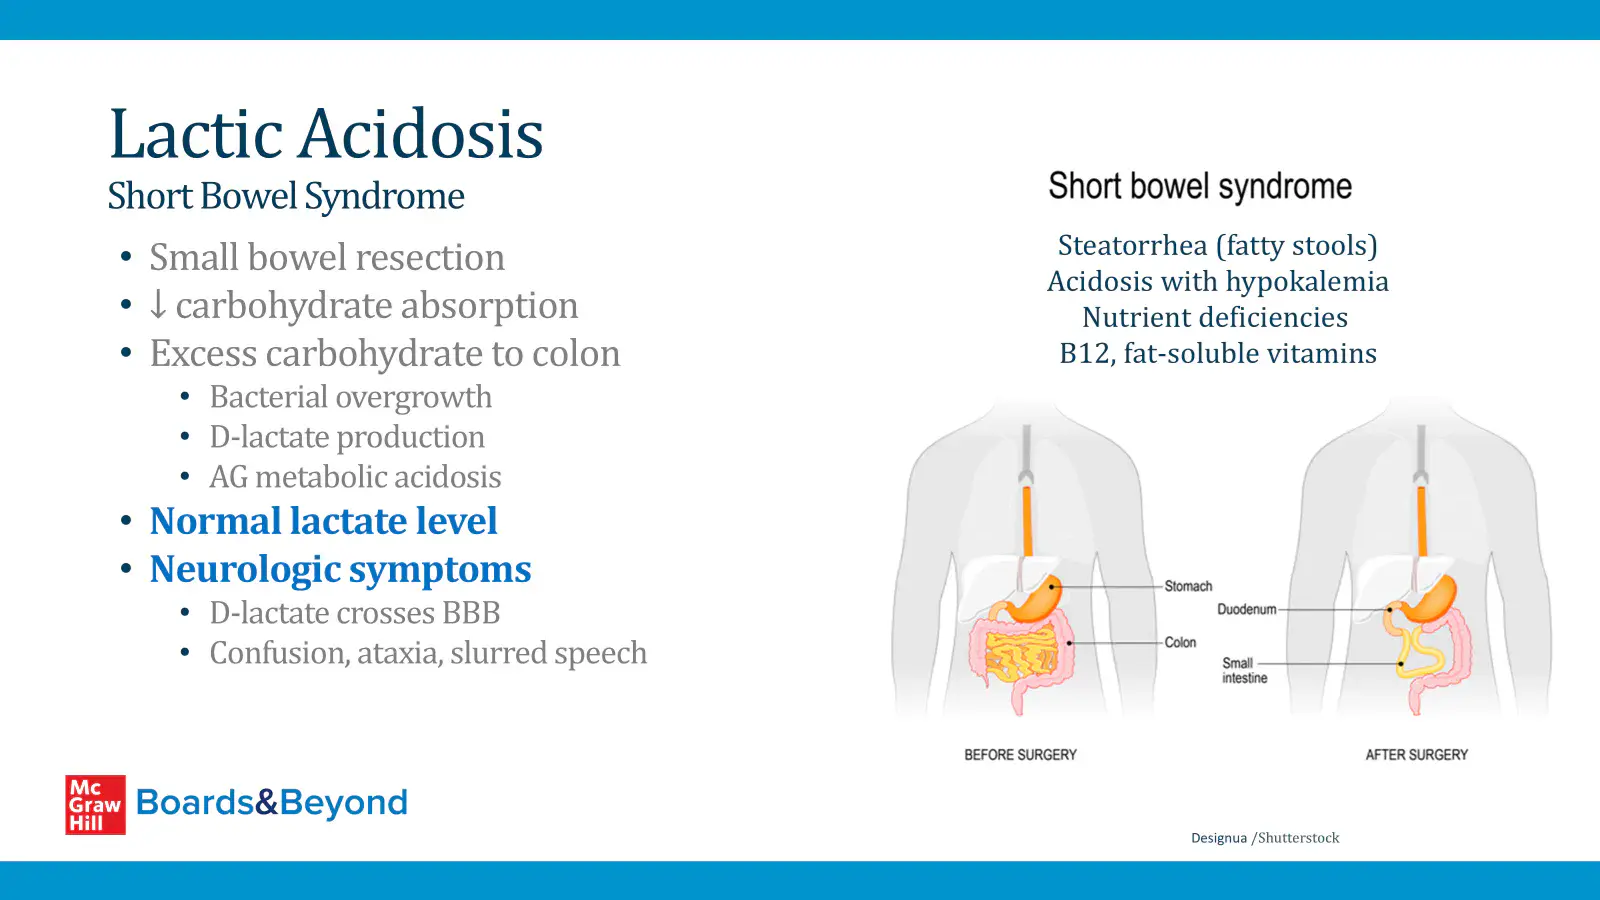 Lactic Acidosis
Short Bowel Syndrome
• Small bowel resection
• ↓ carbohydrate absorption
• Excess carbohydrate to colon
• Bacterial overgrowth
• D-lactate production
• AG metabolic acidosis
• Normal lactate level
• Neurologic symptoms
• D-lactate crosses BBB
• Confusion, ataxia, slurred speech
Short bowel syndrome
Steatorrhea (fatty stools)
Acidosis with hypokalemia
Nutrient deficiencies
B12, fat-soluble vitamins
Stomach
Colon
BEFORE SURGERY
Duodenum
Small
intestine
AFTER SURGERY
Mc
Graw
Hill
Boards&Beyond
Designua /Shutterstock